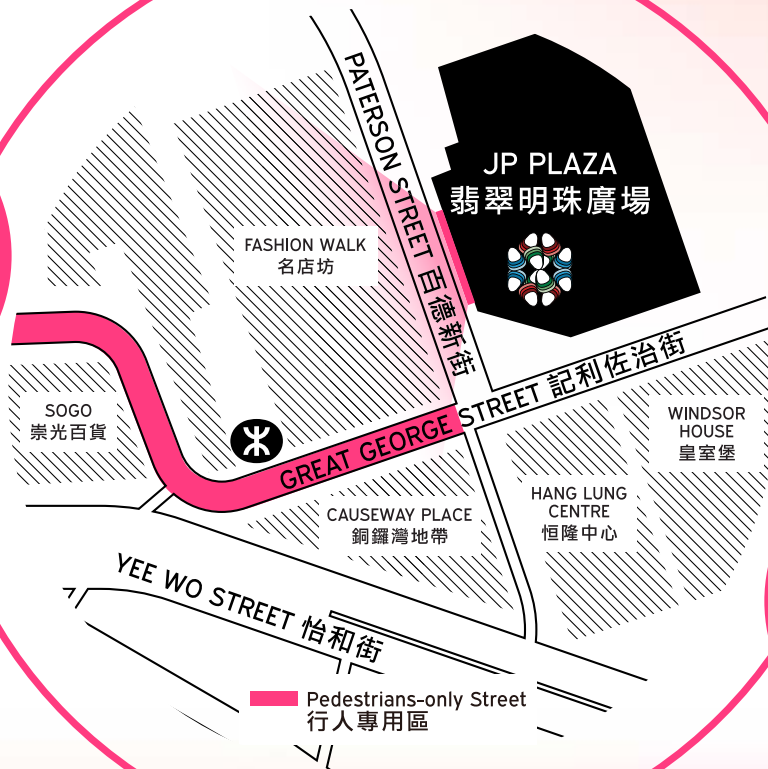 PATERSON STREET 百德新街
JP PLAZA
翡翠明珠廣場
FASHION WALK
名店坊
GREAT GEORGE STREET 記利佐治街
SOGO
崇光百貨
WINDSOR
HOUSE
皇室堡
HANG LUNG
CENTRE
恒隆中心
CAUSEWAY PLACE
銅鑼灣地帶
YEE WO STREET 怡和街
Pedestrians-only Street
行人專用區